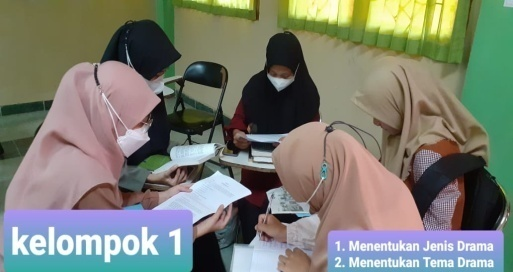 kelompok 1
1. Menentukan Jenis Drama
2. Menentukan Tema Drama